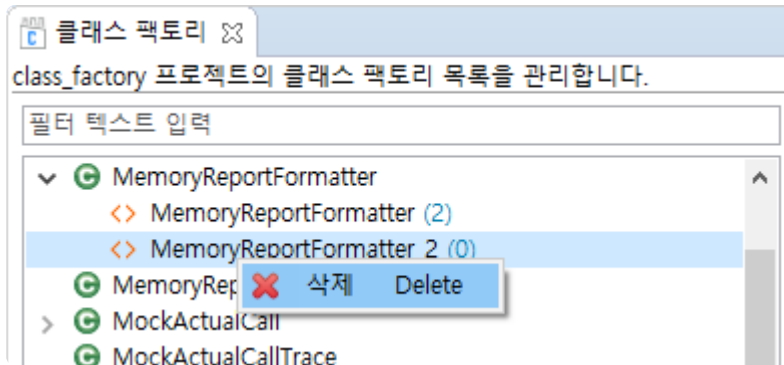 클래스 팩토리
class_factory 프로젝트의 클래스 팩토리 목록을 관리합니다.
필터 텍스트 입력
MemoryReportFormatter
MemoryReportFormatter (2)
MemoryReportFormatter 2 (0)
MemoryRep
삭제 Delete
MockActualCall
MockActualCallTrace